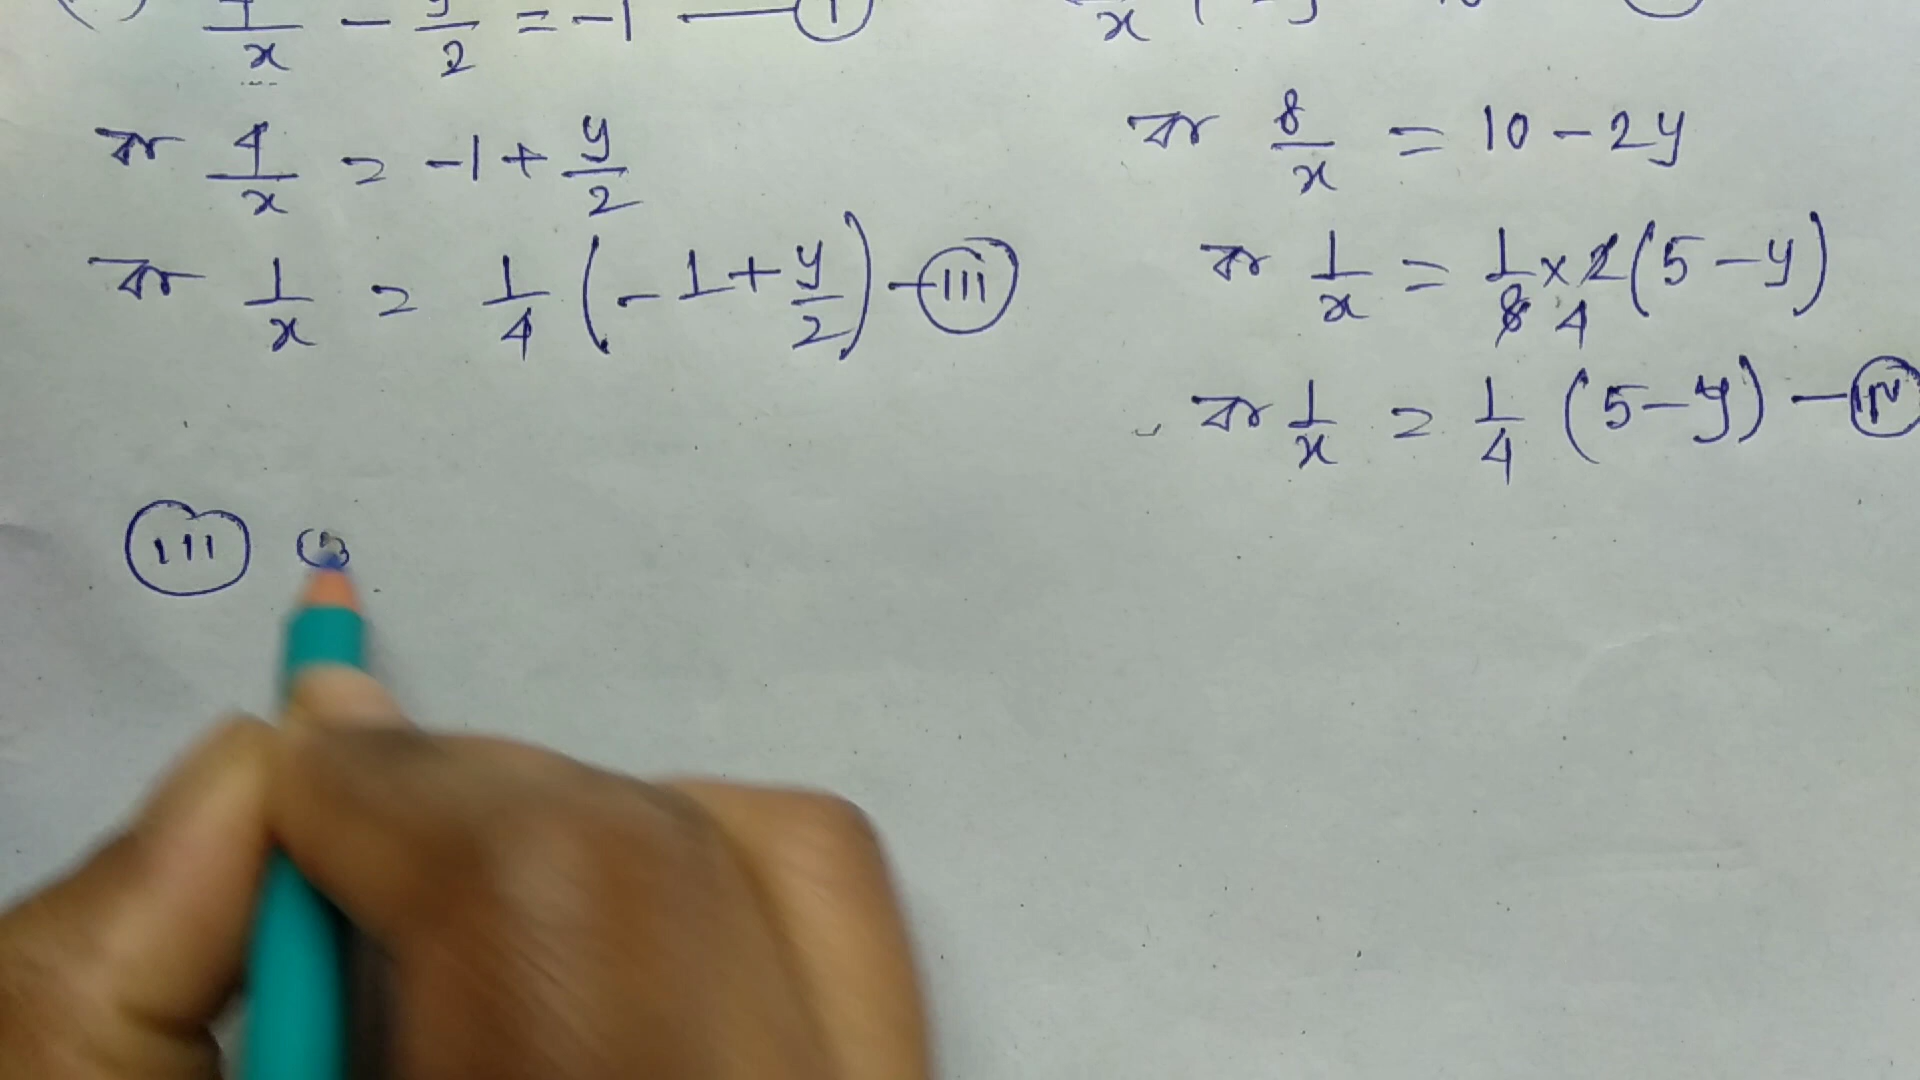 4/x - y/2 = -1 — (I)
বা 4/x = -1 + y/2
বা 1/x = 1/4 (-1 + y/2) — (III)
বা 8/x = 10 - 2y
বা 1/x = 1/8 × 2 (5 - y)
4
বা 1/x = 1/4 (5 - y) — (IV)
(III)